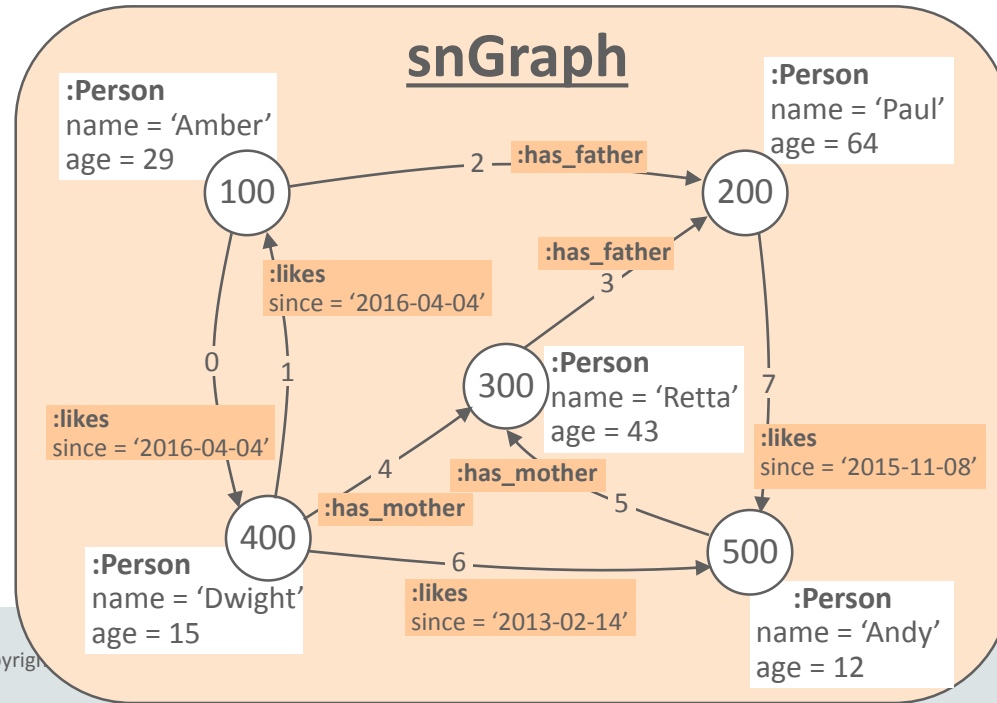 snGraph
:Person
name = ‘Amber’
age = 29
:Person
name = ‘Paul’
age = 64
2
:has_father
100
200
:has_father
3
:likes
since = ‘2016-04-04’
0
1
300
:Person
name = ‘Retta’
age = 43
7
:likes
since = ‘2016-04-04’
4
:has_mother
:likes
since = ‘2015-11-08’
:has_mother
5
400
500
6
:Person
name = ‘Dwight’
age = 15
:likes
since = ‘2013-02-14’
:Person
name = ‘Andy’
age = 12